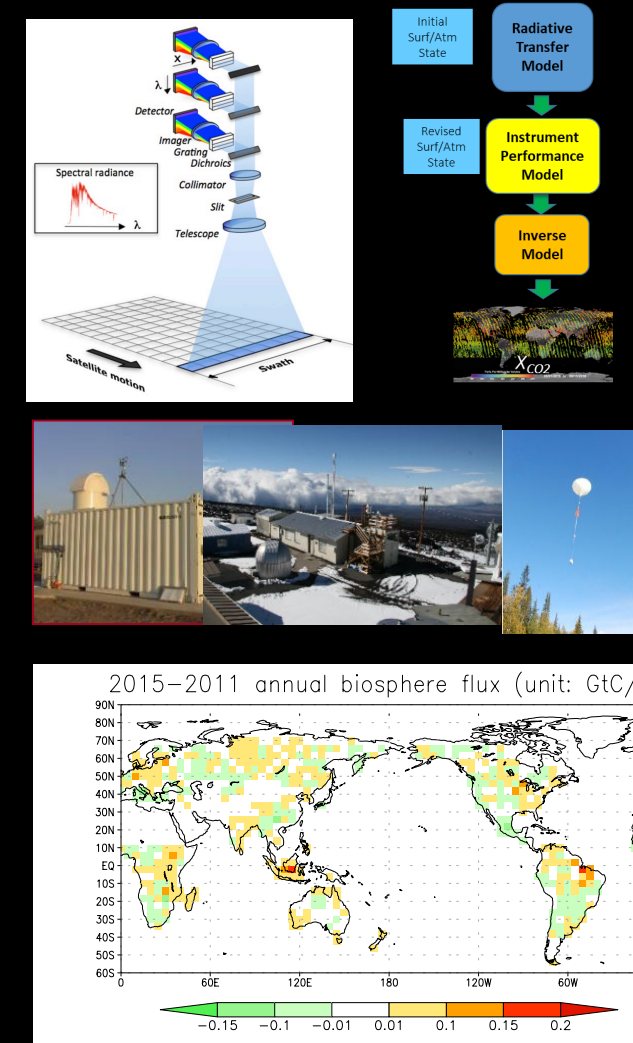 X
λ
Detector
Imager
Grating
Dichroics
Collimator
Slit
Telescope
Spectral radiance
λ
Satellite motion
Swath
Initial
Surf/Atm
State
Radiative
Transfer
Model
Revised
Surf/Atm
State
Instrument
Performance
Model
Inverse
Model
XCO2
2015−2011 annual biosphere flux (unit: GtC/
90N
80N
70N
60N
50N
40N
30N
20N
10N
EQ
10S
20S
30S
40S
50S
60S
0 60E 120E 180 120W 60W
−0.15 −0.1 −0.01 0.01 0.1 0.15 0.2